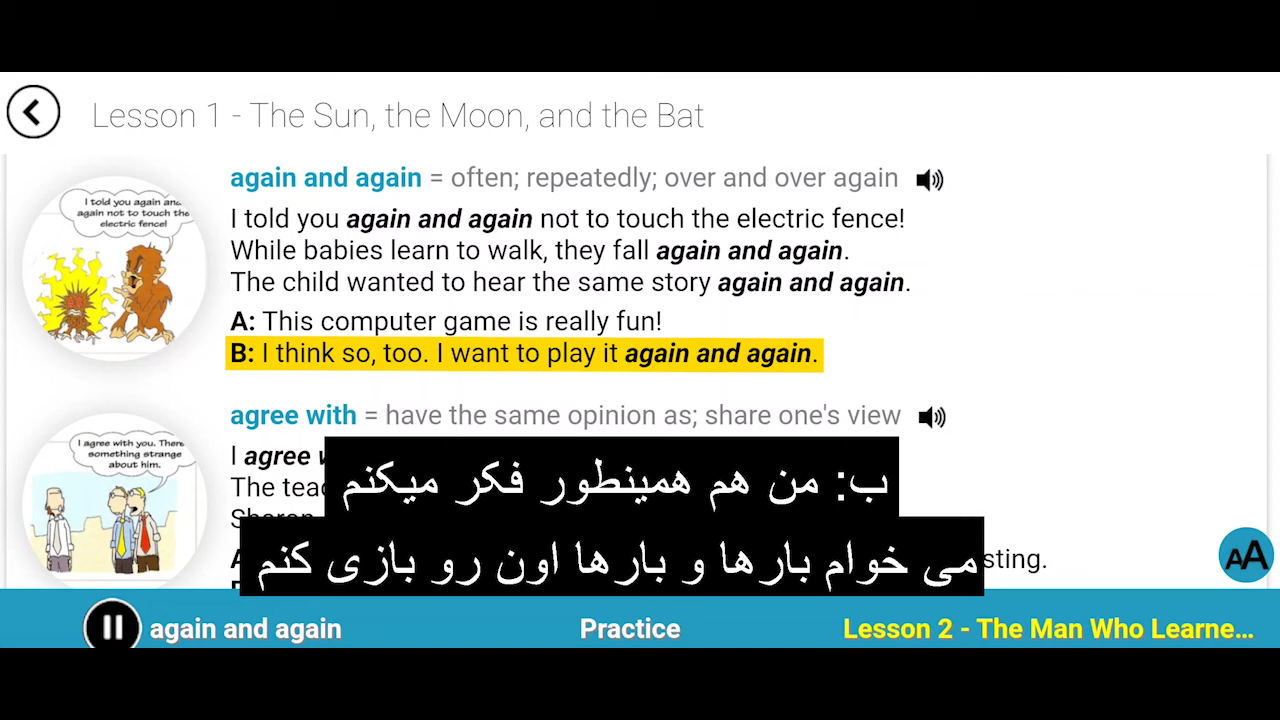 Lesson 1 - The Sun, the Moon, and the Bat
I told you again and
again not to touch the
electric fence!
again and again = often; repeatedly; over and over again
I told you again and again not to touch the electric fence!
While babies learn to walk, they fall again and again.
The child wanted to hear the same story again and again.
A: This computer game is really fun!
B: I think so, too. I want to play it again and again.
I agree with you. There
something strange
about him.
agree with = have the same opinion as; share one's view
I agree
The
ب: من هم همینطور فکر میکنم
می خوام بارها و بارها اون رو بازی کنم
sting.
AA
again and again
Practice
Lesson 2 - The Man Who Learne...